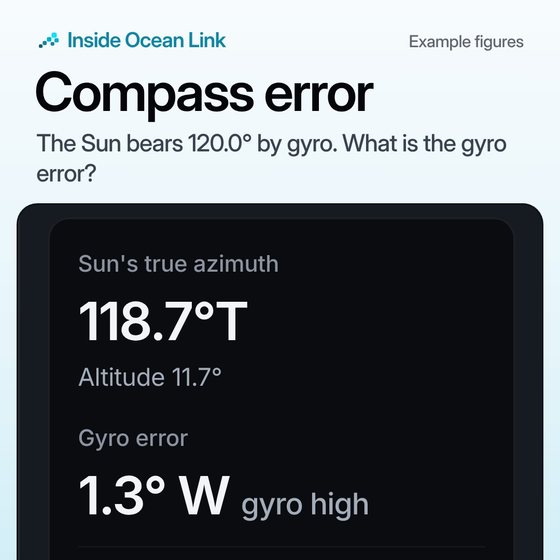 Inside Ocean Link
Example figures
Compass error
The Sun bears 120.0° by gyro. What is the gyro
error?
Sun's true azimuth
118.7°T
Altitude 11.7°
Gyro error
1.3° W gyro high